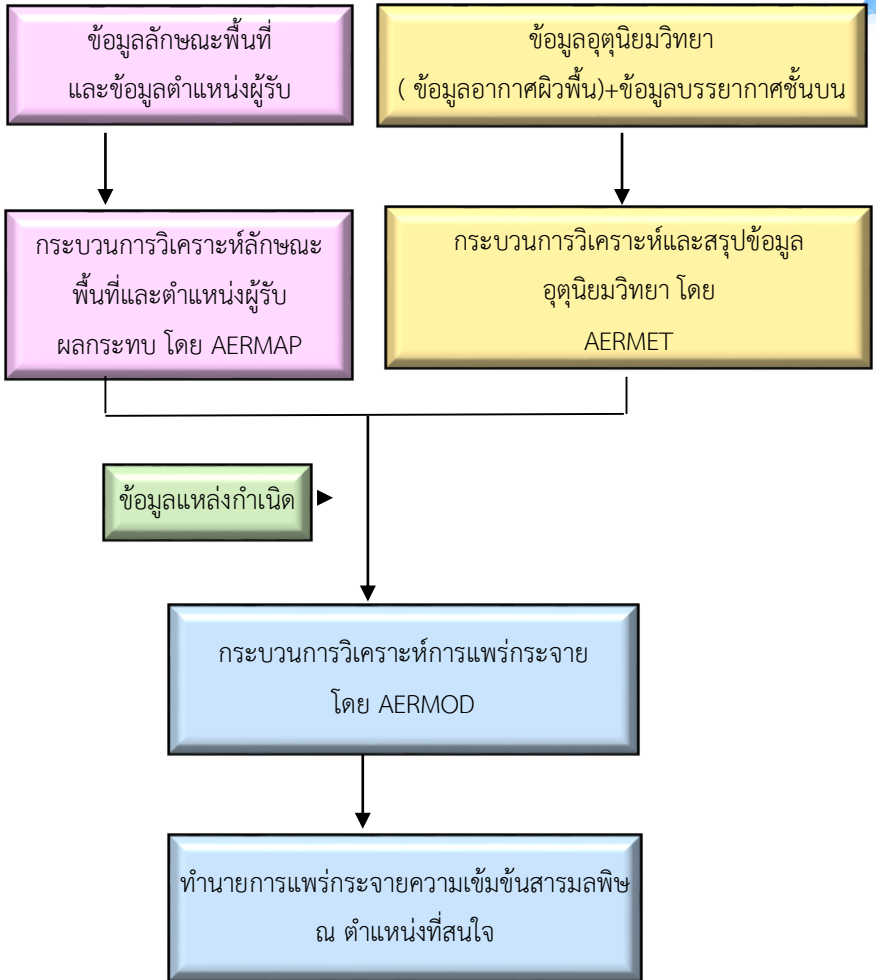 ข้อมูลลักษณะพื้นที่
และข้อมูลตำแหน่งผู้รับ
ข้อมูลอุตุนิยมวิทยา
( ข้อมูลอากาศผิวพื้น)+ข้อมูลบรรยากาศชั้นบน
กระบวนการวิเคราะห์ลักษณะ
พื้นที่และตำแหน่งผู้รับ
ผลกระทบ โดย AERMAP
กระบวนการวิเคราะห์และสรุปข้อมูล
อุตุนิยมวิทยา โดย
AERMET
ข้อมูลแหล่งกำเนิด
กระบวนการวิเคราะห์การแพร่กระจาย
โดย AERMOD
ทำนายการแพร่กระจายความเข้มข้นสารมลพิษ
ณ ตำแหน่งที่สนใจ